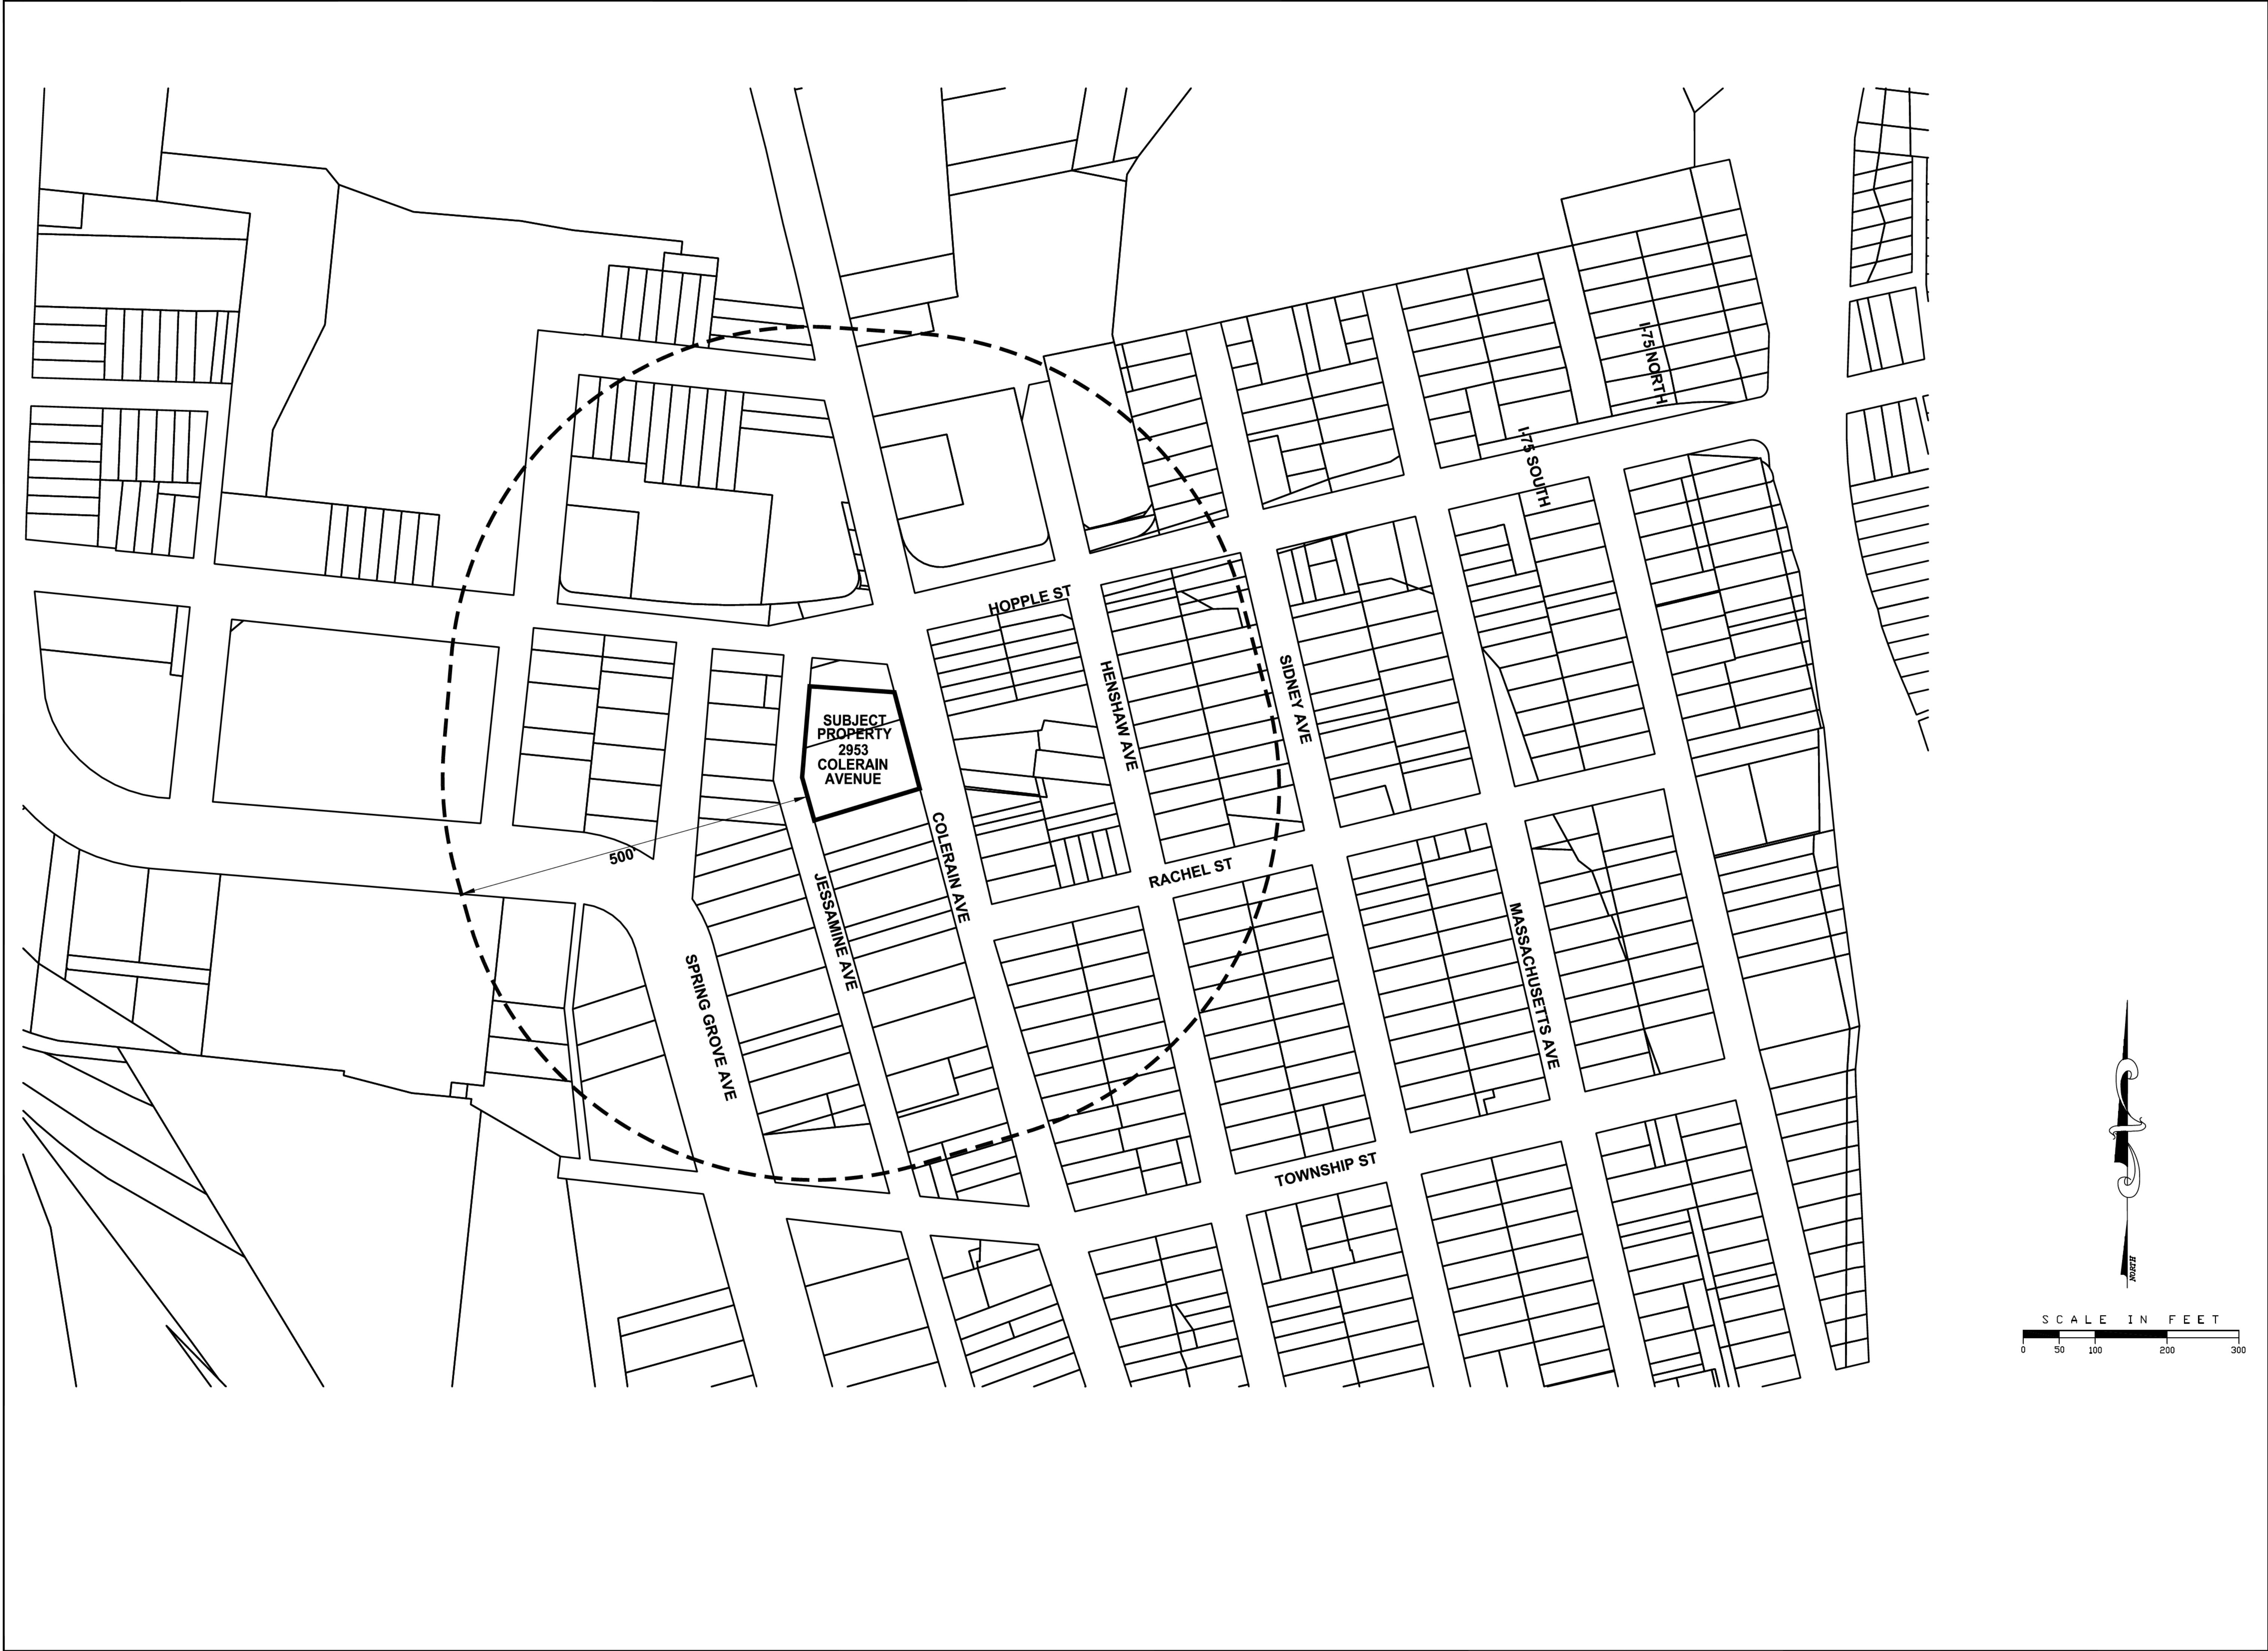 I-75 NORTH
I-75 SOUTH
HOPPLE ST
HENSHAW AVE
SIDNEY AVE
SUBJECT
PROPERTY
2953
COLERAIN
AVENUE
500'
COLERAIN AVE
RACHEL ST
JESSAMINE AVE
SPRING GROVE AVE
MASSACHUSETTS AVE
TOWNSHIP ST
NORTH
SCALE IN FEET
0 50 100 200 300